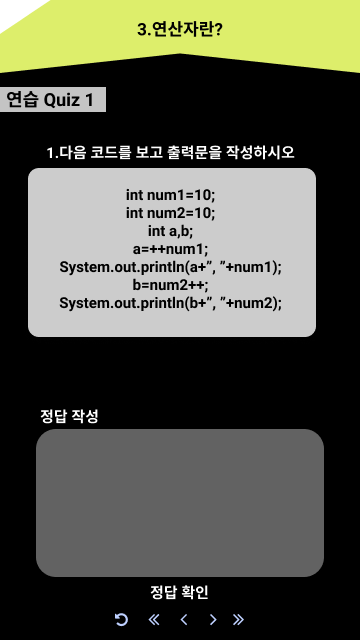 3.연산자란?
연습 Quiz 1
1.다음 코드를 보고 출력문을 작성하시오
int num1=10;
int num2=10;
int a,b;
a=++num1;
System.out.println(a+”, ”+num1);
b=num2++;
System.out.println(b+”, ”+num2);
정답 작성
정답 확인